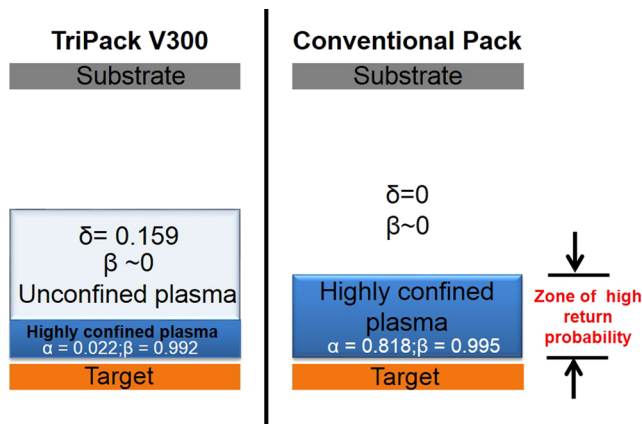 TriPack V300
Substrate
δ= 0.159
β ~0
Unconfined plasma
Highly confined plasma
α = 0.022;β = 0.992
Target
Conventional Pack
Substrate
δ=0
β~0
Highly confined
plasma
α = 0.818;β = 0.995
Target
Zone of high
return
probability